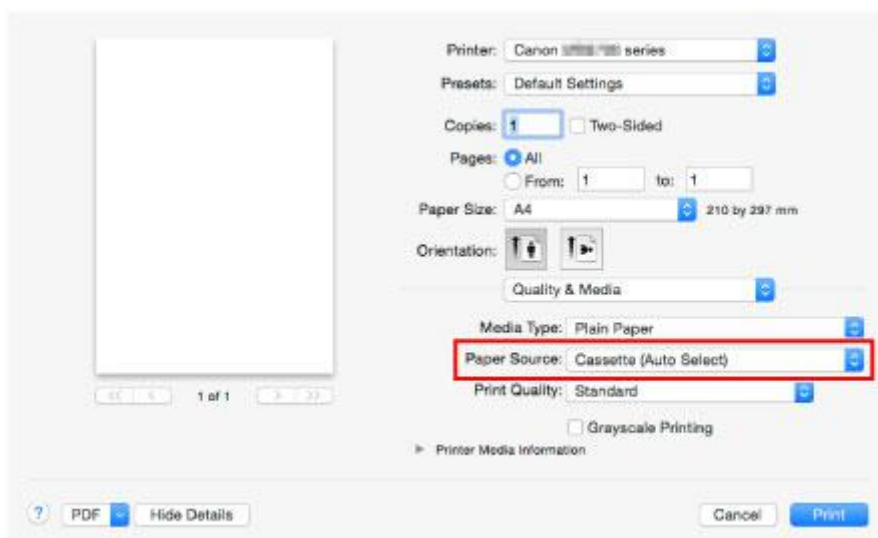 Printer: Canon series
Presets: Default Settings
Copies: 1 Two-Sided
Pages: All
From: 1 to: 1
Paper Size: A4 210 by 297 mm
Orientation:
Quality & Media
Media Type: Plain Paper
Paper Source: Cassette (Auto Select)
Print Quality: Standard
1 of 1
Grayscale Printing
Printer Media Information
? PDF Hide Details Cancel Print